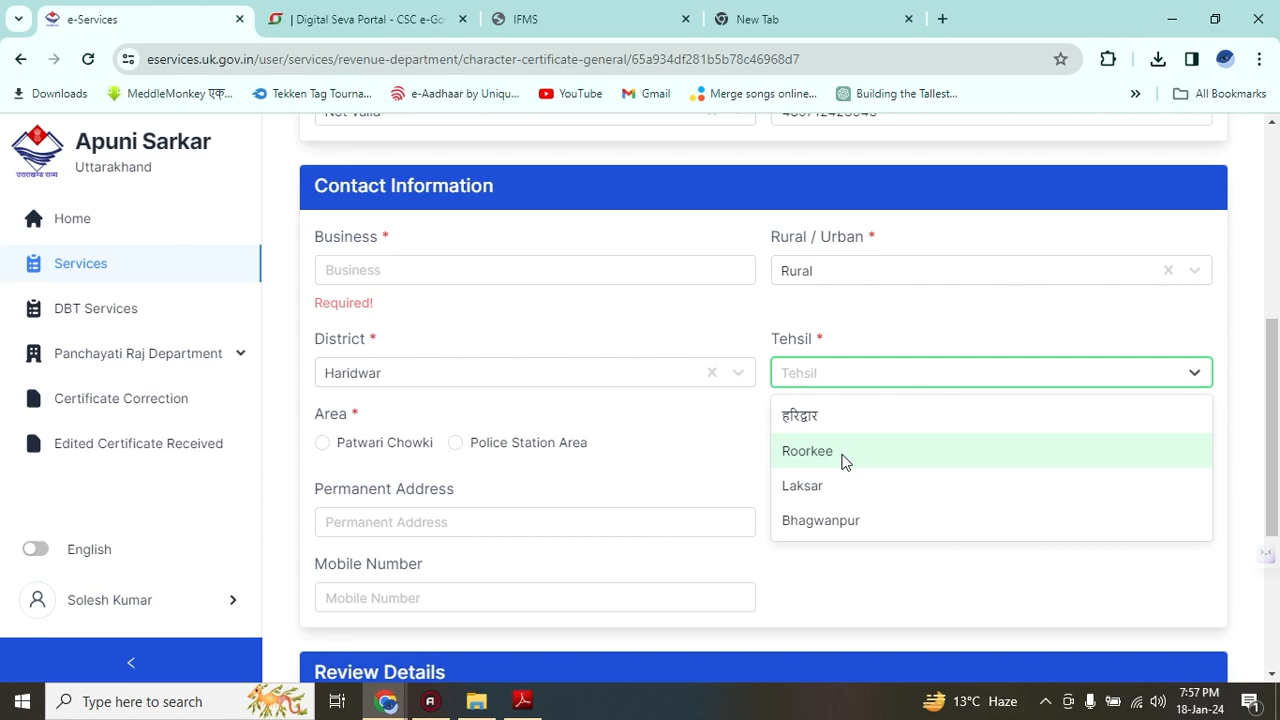 e-Services
| Digital Seva Portal - CSC e-Go
IFMS
New Tab
eservices.uk.gov.in/user/services/revenue-department/character-certificate-general/65a934df281b5b78c46968d7
Downloads
MeddleMonkey एक्...
Tekken Tag Tourna...
e-Aadhaar by Uniqu...
YouTube
Gmail
Merge songs online...
Building the Tallest...
All Bookmarks
Apuni Sarkar
Uttarakhand
Home
Services
DBT Services
Panchayati Raj Department
Certificate Correction
Edited Certificate Received
English
Solesh Kumar
Not valid
Contact Information
Business *
Rural / Urban *
Business
Rural
Required!
District *
Tehsil *
Haridwar
Tehsil
हरिद्वार
Roorkee
Laksar
Bhagwanpur
Area *
Patwari Chowki
Police Station Area
Permanent Address
Permanent Address
Mobile Number
Mobile Number
Review Details
Type here to search
13°C Haze
7:57 PM
18-Jan-24